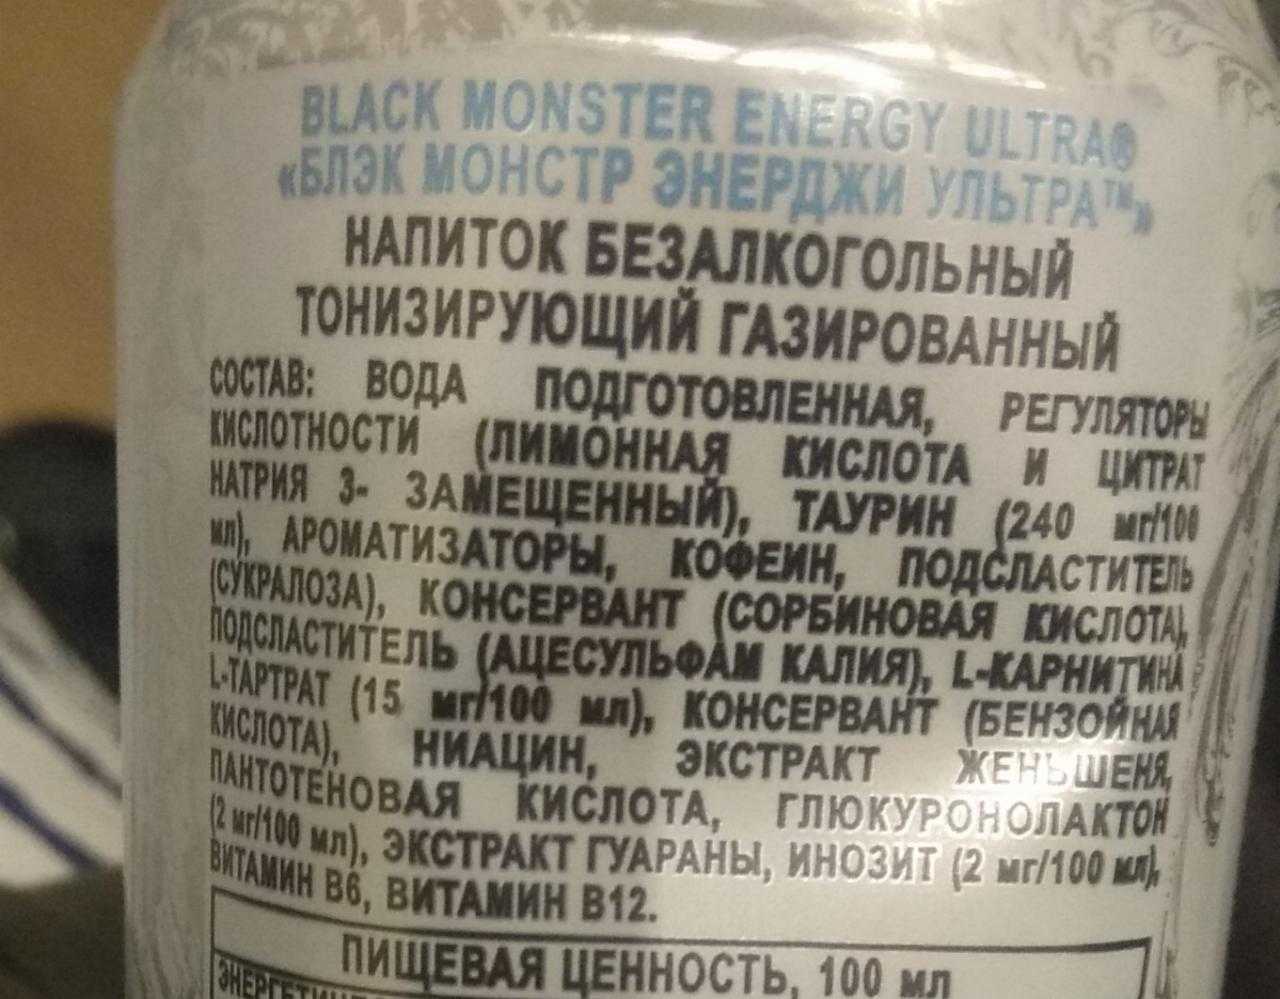 BLACK MONSTER ENERGY ULTRA®
«БЛЭК МОНСТР ЭНЕРДЖИ УЛЬТРА™»
НАПИТОК БЕЗАЛКОГОЛЬНЫЙ
ТОНИЗИРУЮЩИЙ ГАЗИРОВАННЫЙ
СОСТАВ: ВОДА ПОДГОТОВЛЕННАЯ, РЕГУЛЯТОРЫ
КИСЛОТНОСТИ (ЛИМОННАЯ КИСЛОТА И ЦИТРАТ
НАТРИЯ 3- ЗАМЕЩЕННЫЙ), ТАУРИН (240 мг/100
мл), АРОМАТИЗАТОРЫ, КОФЕИН, ПОДСЛАСТИТЕЛЬ
(СУКРАЛОЗА), КОНСЕРВАНТ (СОРБИНОВАЯ КИСЛОТА),
ПОДСЛАСТИТЕЛЬ (АЦЕСУЛЬФАМ КАЛИЯ), L-КАРНИТИНА
L-ТАРТРАТ (15 мг/100 мл), КОНСЕРВАНТ (БЕНЗОЙНАЯ
КИСЛОТА), НИАЦИН, ЭКСТРАКТ ЖЕНЬШЕНЯ,
ПАНТОТЕНОВАЯ КИСЛОТА, ГЛЮКУРОНОЛАКТОН
(2 мг/100 мл), ЭКСТРАКТ ГУАРАНЫ, ИНОЗИТ (2 мг/100 мл),
ВИТАМИН В6, ВИТАМИН В12.
ПИЩЕВАЯ ЦЕННОСТЬ, 100 мл